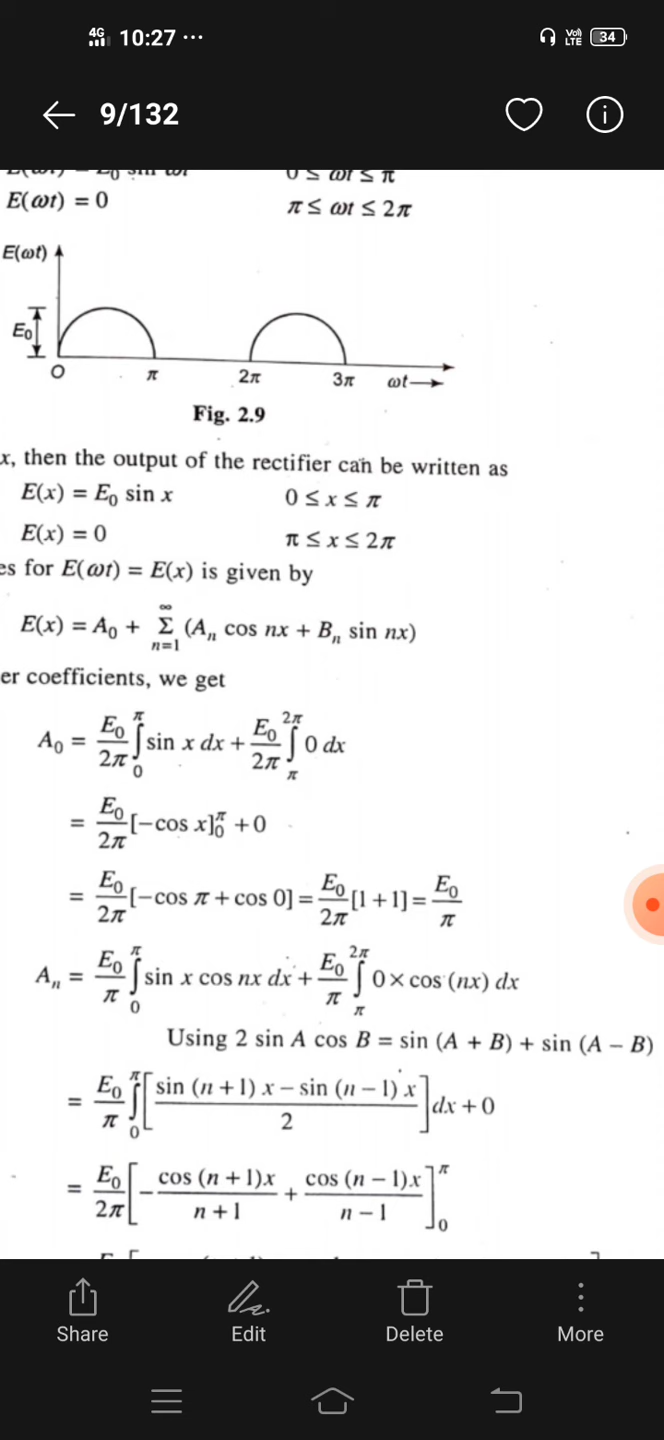 4G 10:27 ...
Vo) LTE 34
← 9/132
0 ≤ ωt ≤ π
E(ωt) = 0 π ≤ ωt ≤ 2π
E(ωt)
E₀
O π 2π 3π ωt→
Fig. 2.9
x, then the output of the rectifier can be written as
E(x) = E₀ sin x 0 ≤ x ≤ π
E(x) = 0 π ≤ x ≤ 2π
es for E(ωt) = E(x) is given by
E(x) = A₀ + Σ_{n=1}^{∞} (Aₙ cos nx + Bₙ sin nx)
er coefficients, we get
A₀ = E₀/2π ∫₀^π sin x dx + E₀/2π ∫_π^{2π} 0 dx
= E₀/2π [−cos x]₀^π + 0
= E₀/2π [−cos π + cos 0] = E₀/2π [1 + 1] = E₀/π
Aₙ = E₀/π ∫₀^π sin x cos nx dx + E₀/π ∫_π^{2π} 0 × cos (nx) dx
Using 2 sin A cos B = sin (A + B) + sin (A − B)
= E₀/π ∫₀^π [(sin (n + 1) x − sin (n − 1) x)/2] dx + 0
= E₀/2π [−cos (n + 1)x/(n + 1) + cos (n − 1)x/(n − 1)]₀^π
Share Edit Delete More